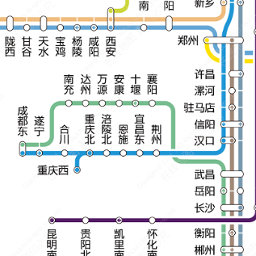 南
阳
新乡
陇西
甘谷
天水
宝鸡
杨陵
咸阳
西安
郑州
许昌
漯河
驻马店
信阳
汉口
南充
达州
万源
安康
十堰
襄阳
成都东
遂宁
合川
重庆北
涪陵北
恩施
宜昌东
荆州
重庆西
武昌
岳阳
长沙
昆明南
贵阳北
凯里南
怀化南
衡阳
郴州